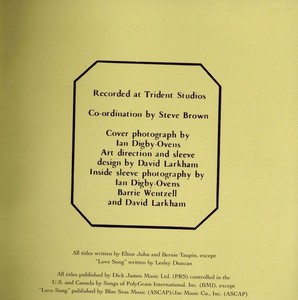 Recorded at Trident Studios
Co-ordination by Steve Brown
Cover photograph by
Ian Digby-Ovens
Art direction and sleeve
design by David Larkham
Inside sleeve photography by
Ian Digby-Ovens
Barrie Wentzell
and David Larkham
All titles written by Elton John and Bernie Taupin, except
"Love Song" written by Lesley Duncan
All titles published by Dick James Music Ltd. (PRS) controlled in the
U.S. and Canada by Songs of PolyGram International, Inc. (BMI), except
"Love Song" published by Blue Seas Music (ASCAP)/Jac Music Co., Inc. (ASCAP)